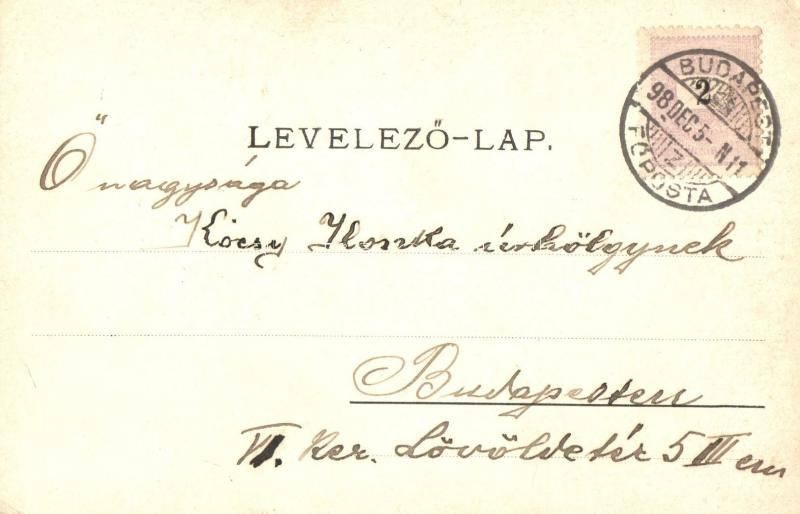 BUDAPEST
2
98 DEC 5 - N11
FŐPOSTA
LEVELEZŐ-LAP.
Ő nagysága
Kócsy Ilonka úrhölgynek
Budapesten
VI. ker. Lövöldetér 5 III em